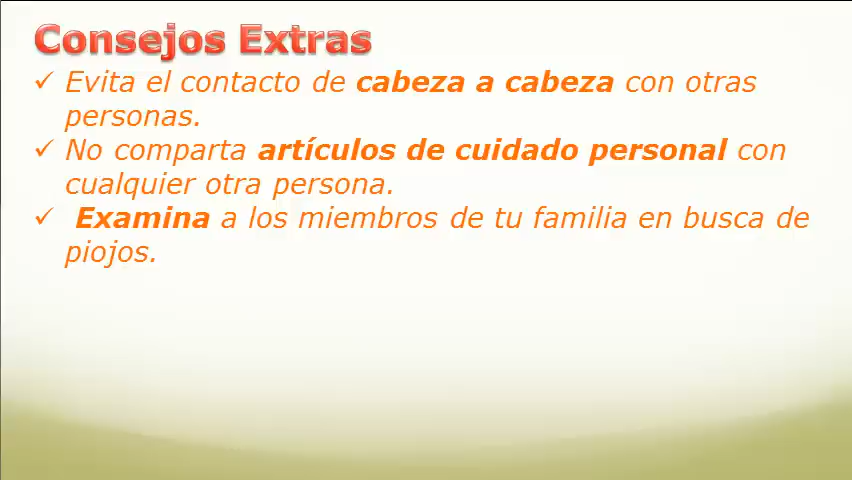 Consejos Extras
✓ Evita el contacto de cabeza a cabeza con otras
personas.
✓ No comparta artículos de cuidado personal con
cualquier otra persona.
✓ Examina a los miembros de tu familia en busca de
piojos.